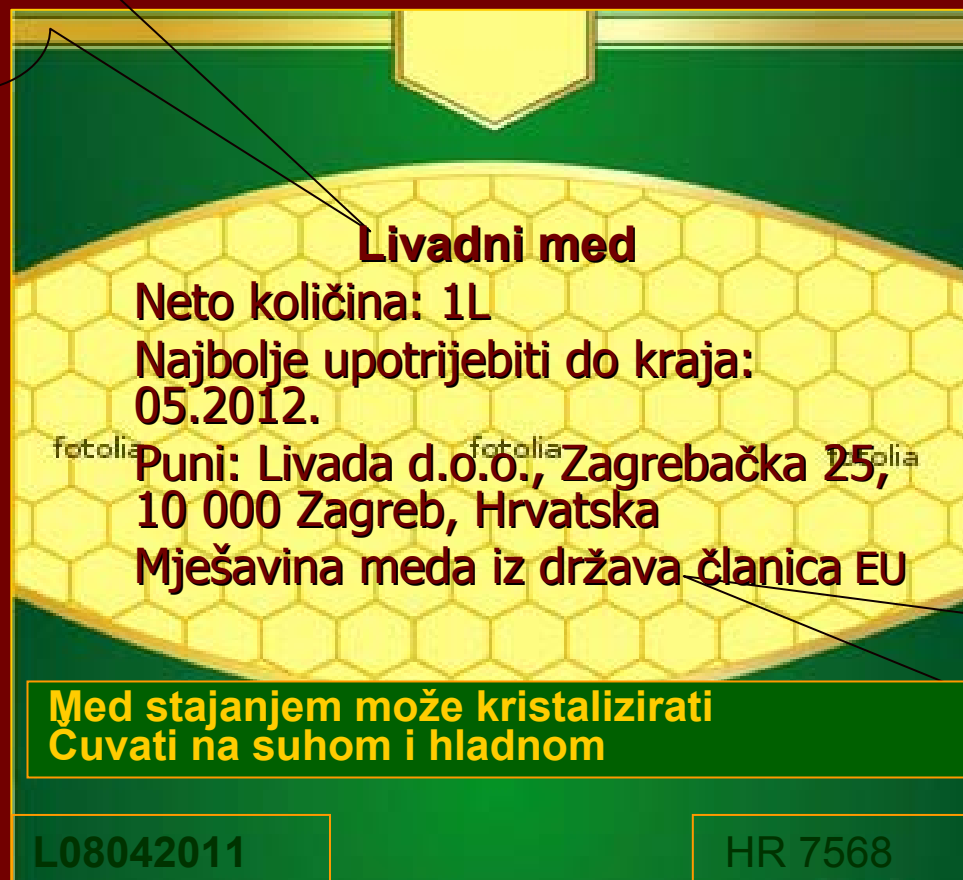 Livadni med
Neto količina: 1L
Najbolje upotrijebiti do kraja:
05.2012.
fotolia fotolia fotolia
Puni: Livada d.o.o., Zagrebačka 25,
10 000 Zagreb, Hrvatska
Mješavina meda iz država članica EU
Med stajanjem može kristalizirati
Čuvati na suhom i hladnom
L08042011
HR 7568